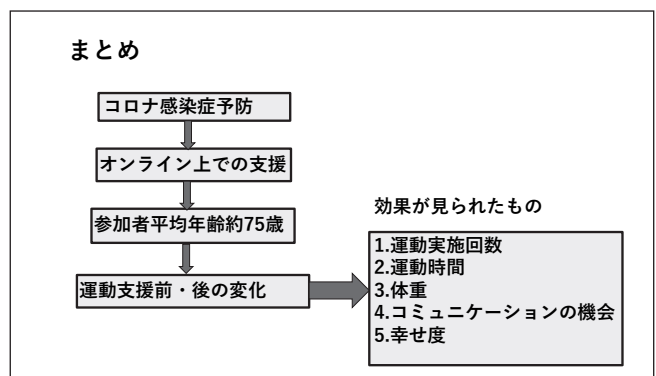 まとめ
コロナ感染症予防
オンライン上での支援
参加者平均年齢約75歳
運動支援前・後の変化
効果が見られたもの
1.運動実施回数
2.運動時間
3.体重
4.コミュニケーションの機会
5.幸せ度